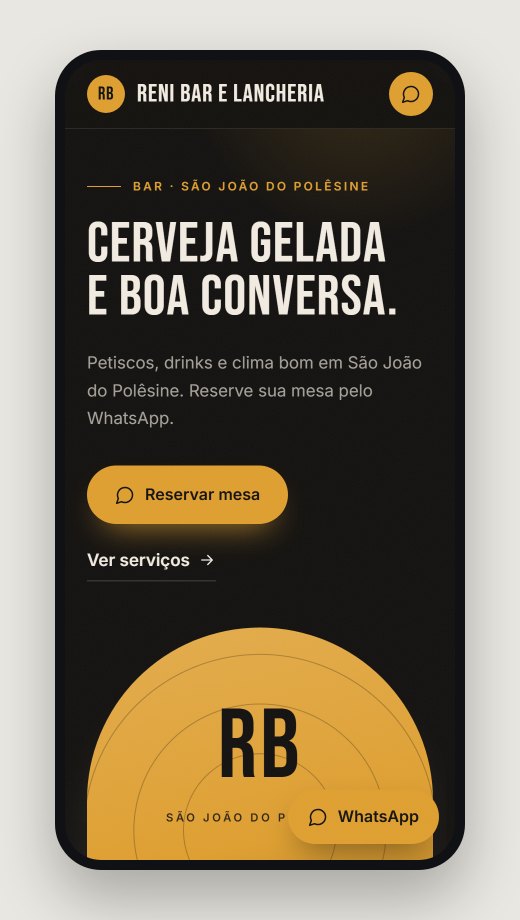 RB RENI BAR E LANCHERIA
BAR · SÃO JOÃO DO POLÊSINE
CERVEJA GELADA
E BOA CONVERSA.
Petiscos, drinks e clima bom em São João
do Polêsine. Reserve sua mesa pelo
WhatsApp.
Reservar mesa
Ver serviços →
RB
SÃO JOÃO DO P
WhatsApp